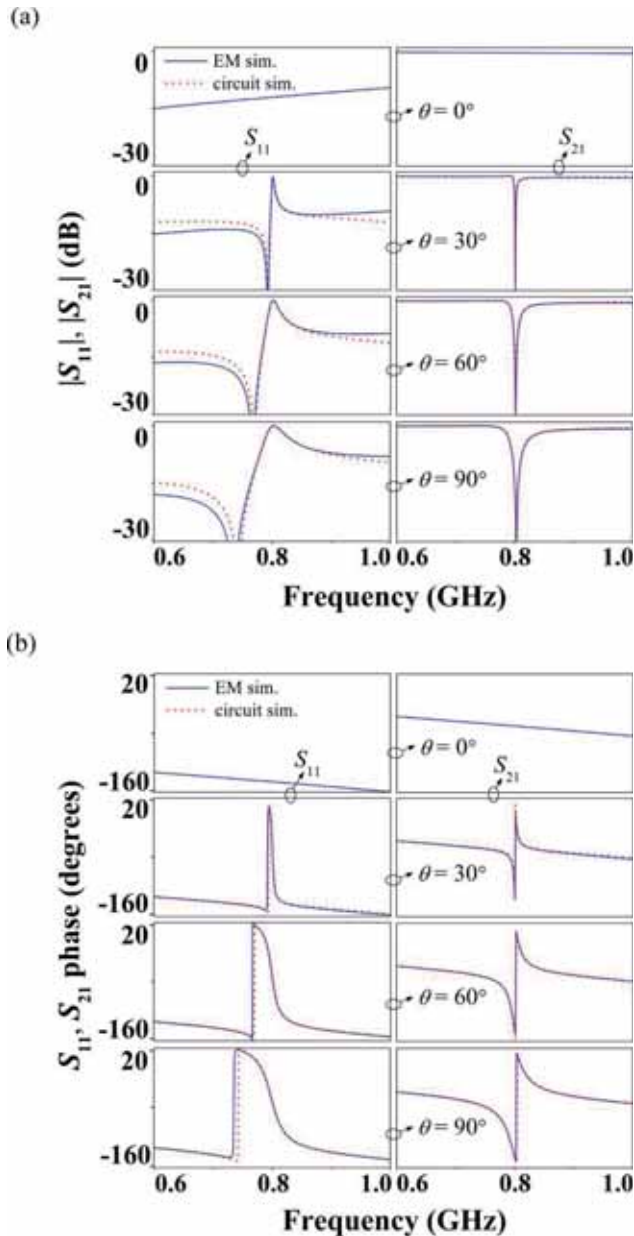 (a)
0
EM sim.
circuit sim.
θ = 0°
-30
S11
S21
0
θ = 30°
-30
0
θ = 60°
-30
0
θ = 90°
-30
|S11|, |S21| (dB)
0.6 0.8 1.0 0.6 0.8 1.0
Frequency (GHz)
(b)
20
EM sim.
circuit sim.
θ = 0°
-160
S11
S21
20
θ = 30°
-160
20
θ = 60°
-160
20
θ = 90°
-160
S11, S21 phase (degrees)
0.6 0.8 1.0 0.6 0.8 1.0
Frequency (GHz)